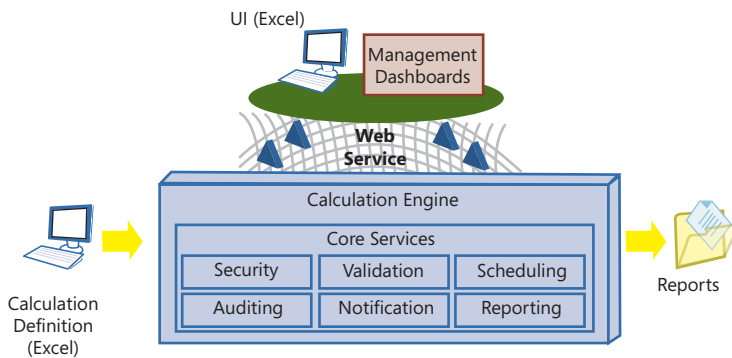 UI (Excel)
Management
Dashboards
Web
Service
Calculation Engine
Core Services
Security
Validation
Scheduling
Auditing
Notification
Reporting
Calculation
Definition
(Excel)
Reports